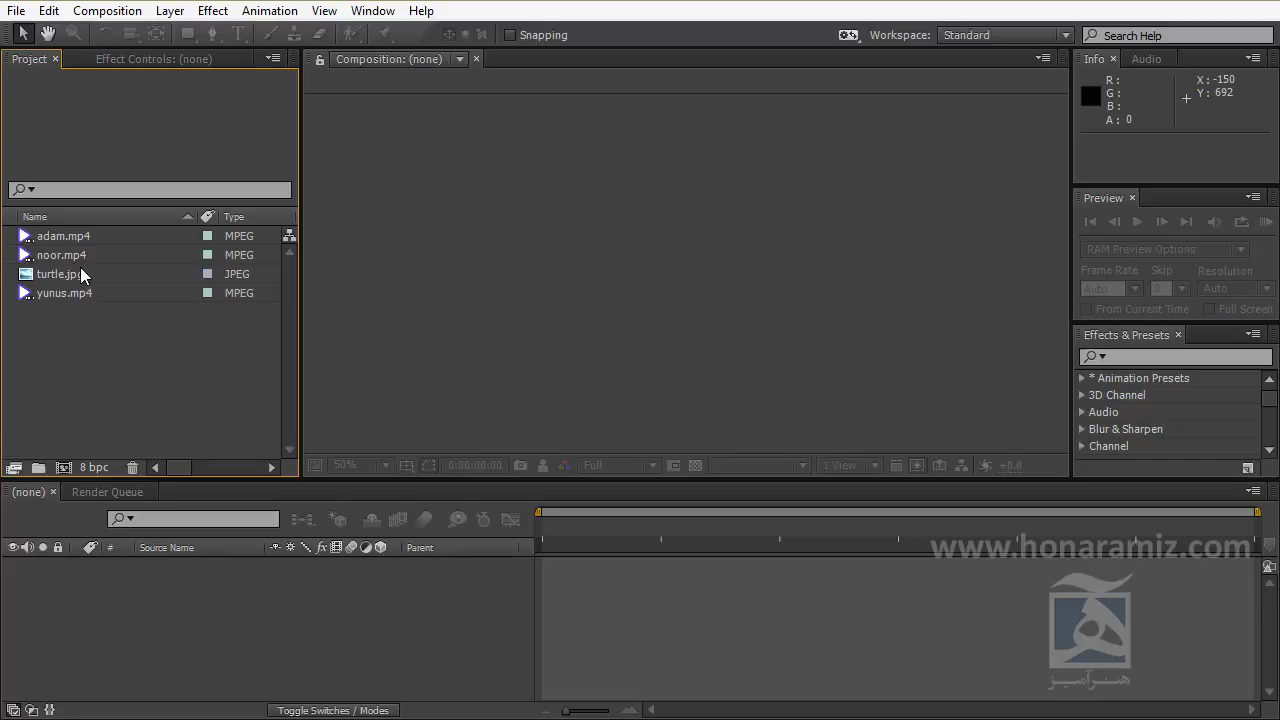 File Edit Composition Layer Effect Animation View Window Help
Snapping Workspace: Standard Search Help
Project Effect Controls: (none) Composition: (none) Info Audio
R: X: -150
G: Y: 692
B:
A: 0
Preview
Name Type
adam.mp4 MPEG
noor.mp4 MPEG
turtle.jpg JPEG
yunus.mp4 MPEG
RAM Preview Options
Frame Rate Skip Resolution
Auto 0 Auto
From Current Time Full Screen
Effects & Presets
* Animation Presets
3D Channel
Audio
Blur & Sharpen
Channel
8 bpc 50% 0:00:00:00 Full 1 View +0.0
(none) Render Queue
# Source Name Parent
www.honaramiz.com
هنرآمیز
Toggle Switches / Modes